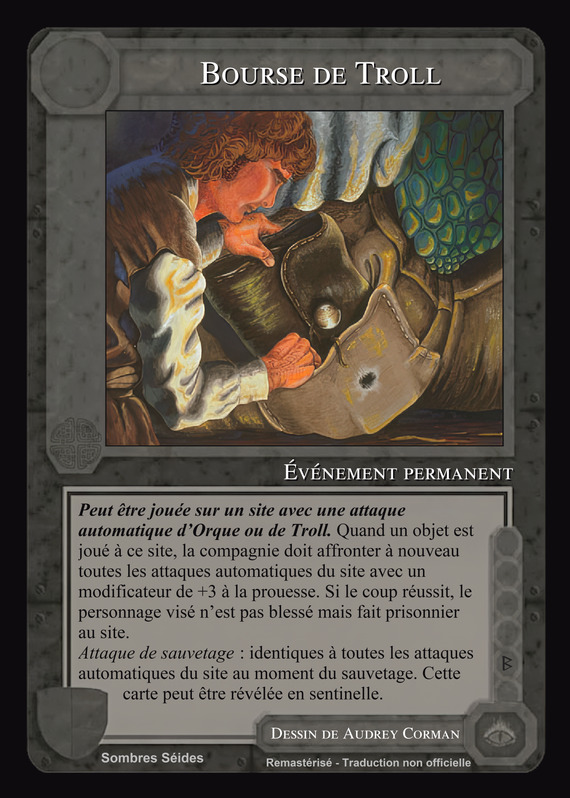 Bourse de Troll
Événement permanent
Peut être jouée sur un site avec une attaque
automatique d'Orque ou de Troll. Quand un objet est
joué à ce site, la compagnie doit affronter à nouveau
toutes les attaques automatiques du site avec un
modificateur de +3 à la prouesse. Si le coup réussit, le
personnage visé n'est pas blessé mais fait prisonnier
au site.
Attaque de sauvetage : identiques à toutes les attaques
automatiques du site au moment du sauvetage. Cette
carte peut être révélée en sentinelle.
ᛒ
Dessin de Audrey Corman
Sombres Séides
Remastérisé - Traduction non officielle